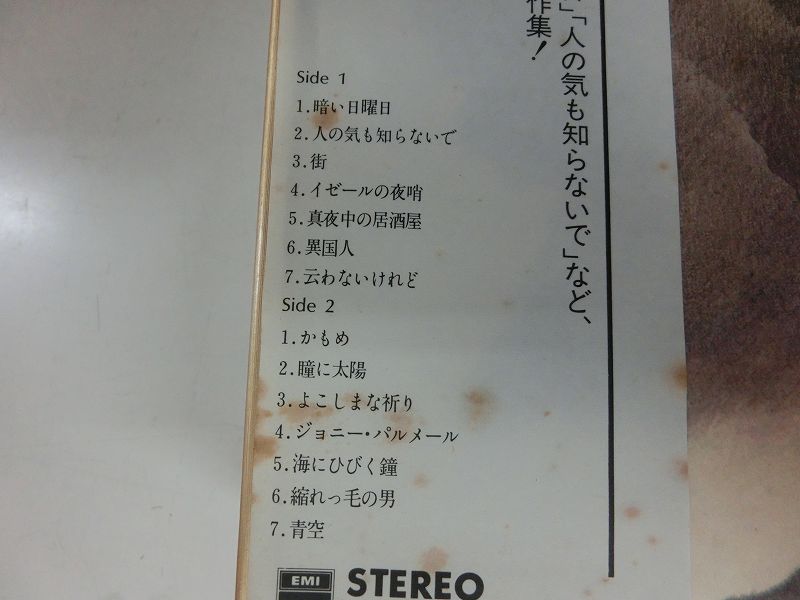 」「人の気も知らないで」など、
作集!
Side 1
1.暗い日曜日
2.人の気も知らないで
3.街
4.イゼールの夜哨
5.真夜中の居酒屋
6.異国人
7.云わないけれど
Side 2
1.かもめ
2.瞳に太陽
3.よこしまな祈り
4.ジョニー・パルメール
5.海にひびく鐘
6.縮れっ毛の男
7.青空
EMI STEREO